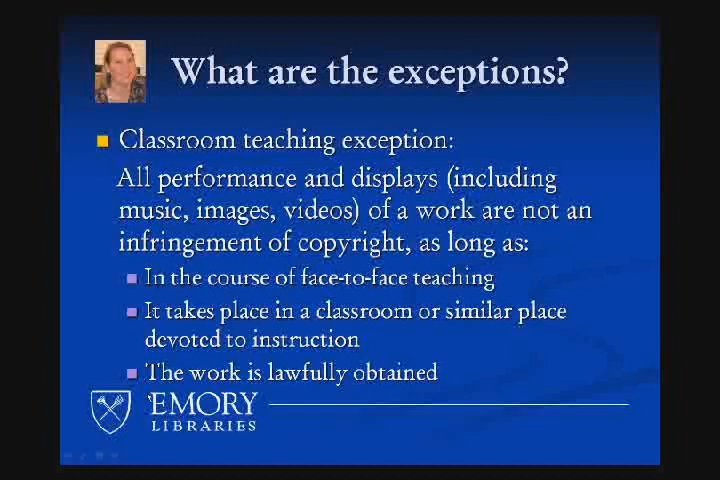 What are the exceptions?
Classroom teaching exception:
All performance and displays (including
music, images, videos) of a work are not an
infringement of copyright, as long as:
In the course of face-to-face teaching
It takes place in a classroom or similar place
devoted to instruction
The work is lawfully obtained
EMORY
LIBRARIES